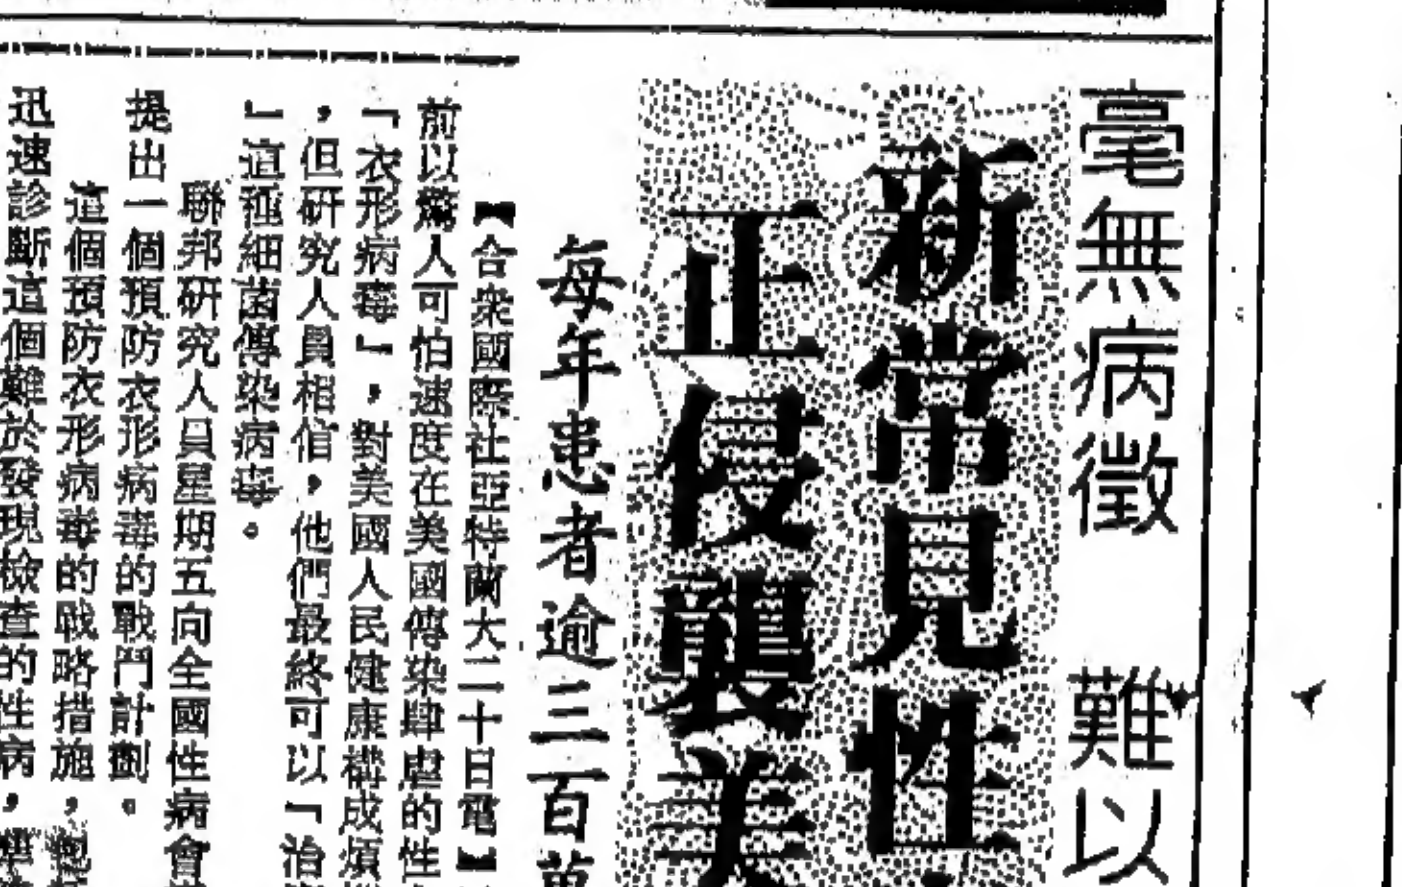 毫無病徵 難以
新常見性
正侵襲美
每年患者逾三百萬
【合衆國際社亞特蘭大二十日電】
前以驚人可怕速度在美國傳染肆虐的性
「衣形病毒」，對美國人民健康構成煩
，但研究人員相信，他們最終可以「治
」這種細菌傳染病毒。
聯邦研究人員星期五向全國性病會
提出一個預防衣形病毒的戰鬥計劃。
這個預防衣形病毒的戰略措施，
迅速診斷這個難於發現檢查的性病，